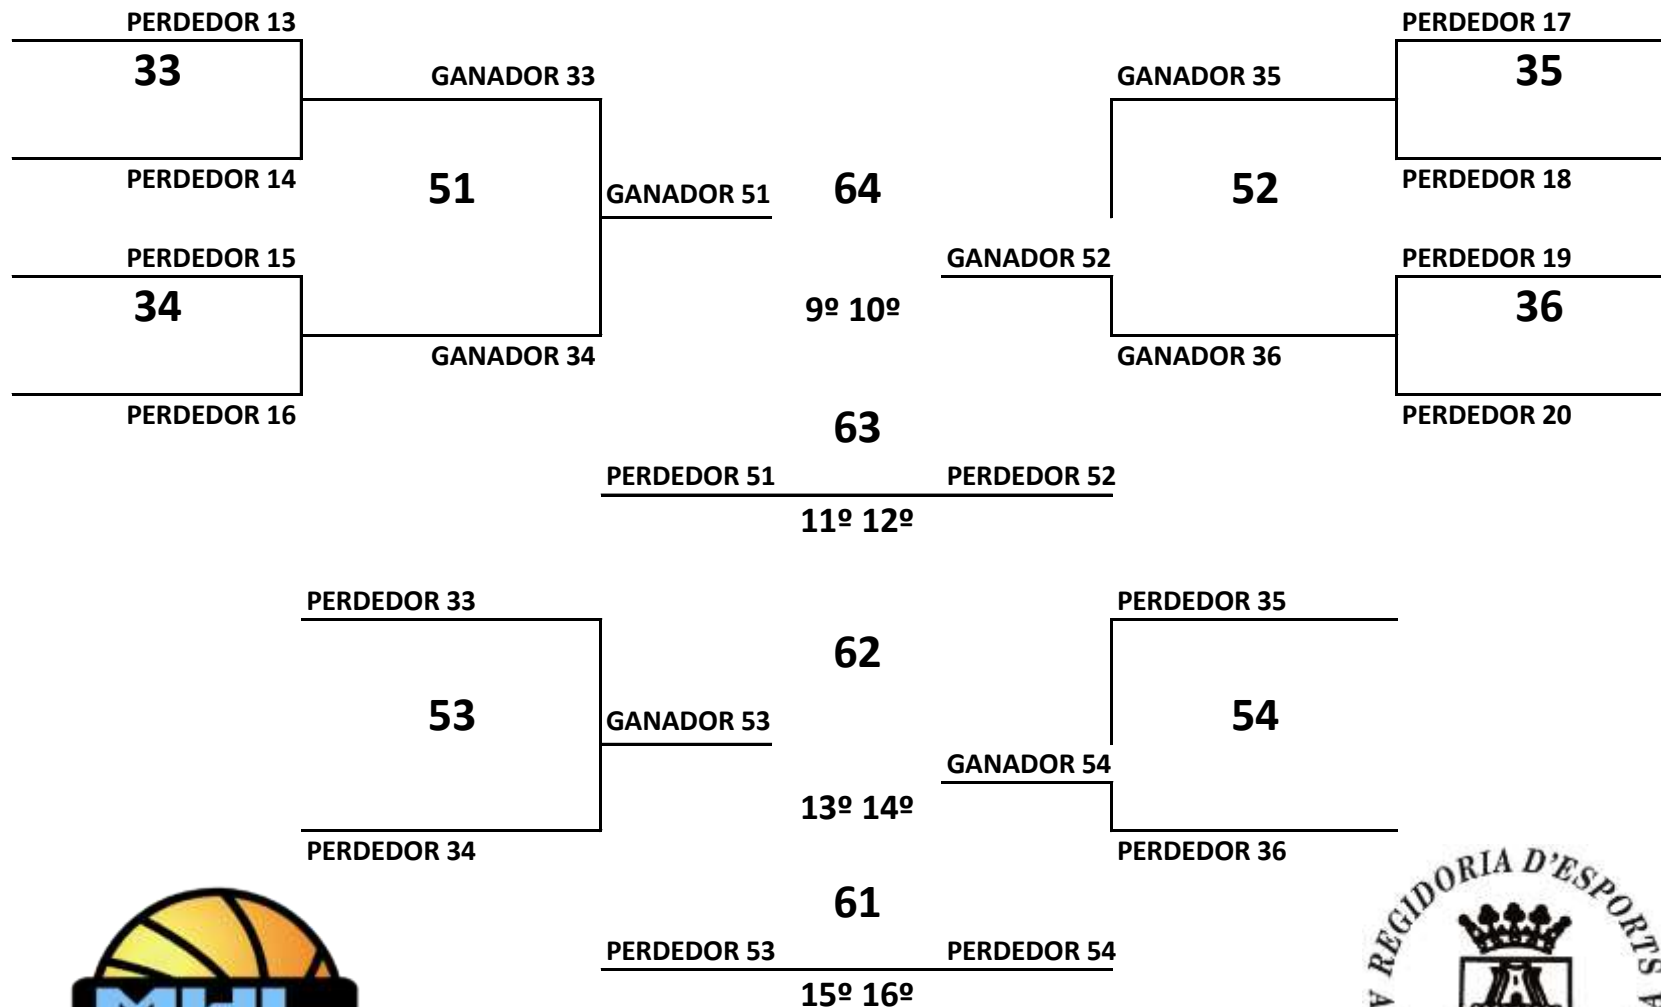 PERDEDOR 13 PERDEDOR 17
33 GANADOR 33 GANADOR 35 35
PERDEDOR 14 51 GANADOR 51 64 52 PERDEDOR 18
PERDEDOR 15 GANADOR 52 PERDEDOR 19
34 9º 10º 36
GANADOR 34 GANADOR 36
PERDEDOR 16 63 PERDEDOR 20
PERDEDOR 51 PERDEDOR 52
11º 12º
PERDEDOR 33 PERDEDOR 35
62
53 GANADOR 53 54
GANADOR 54
13º 14º
PERDEDOR 34 PERDEDOR 36
61
PERDEDOR 53 PERDEDOR 54
15º 16º
REGIDORIA D'ESPORTS